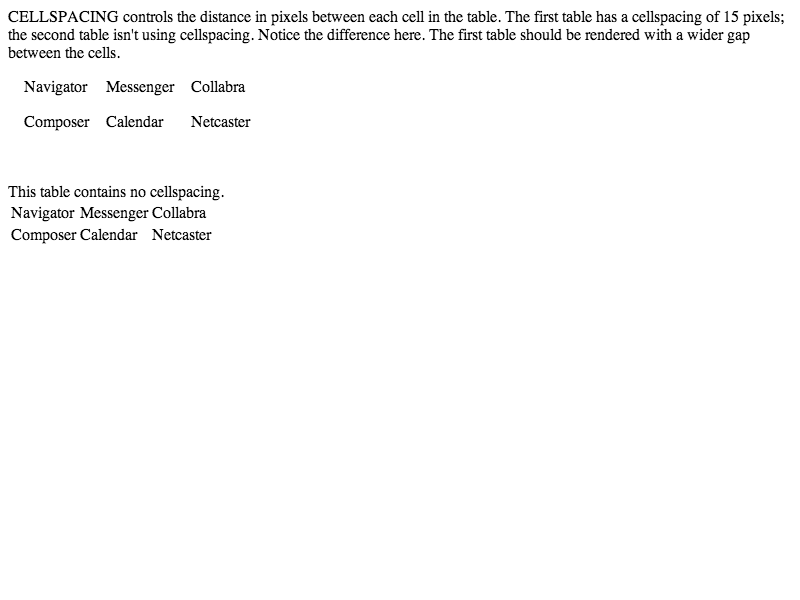 CELLSPACING controls the distance in pixels between each cell in the table. The first table has a cellspacing of 15 pixels;
the second table isn't using cellspacing. Notice the difference here. The first table should be rendered with a wider gap
between the cells.
Navigator Messenger Collabra
Composer Calendar Netcaster
This table contains no cellspacing.
Navigator Messenger Collabra
Composer Calendar Netcaster